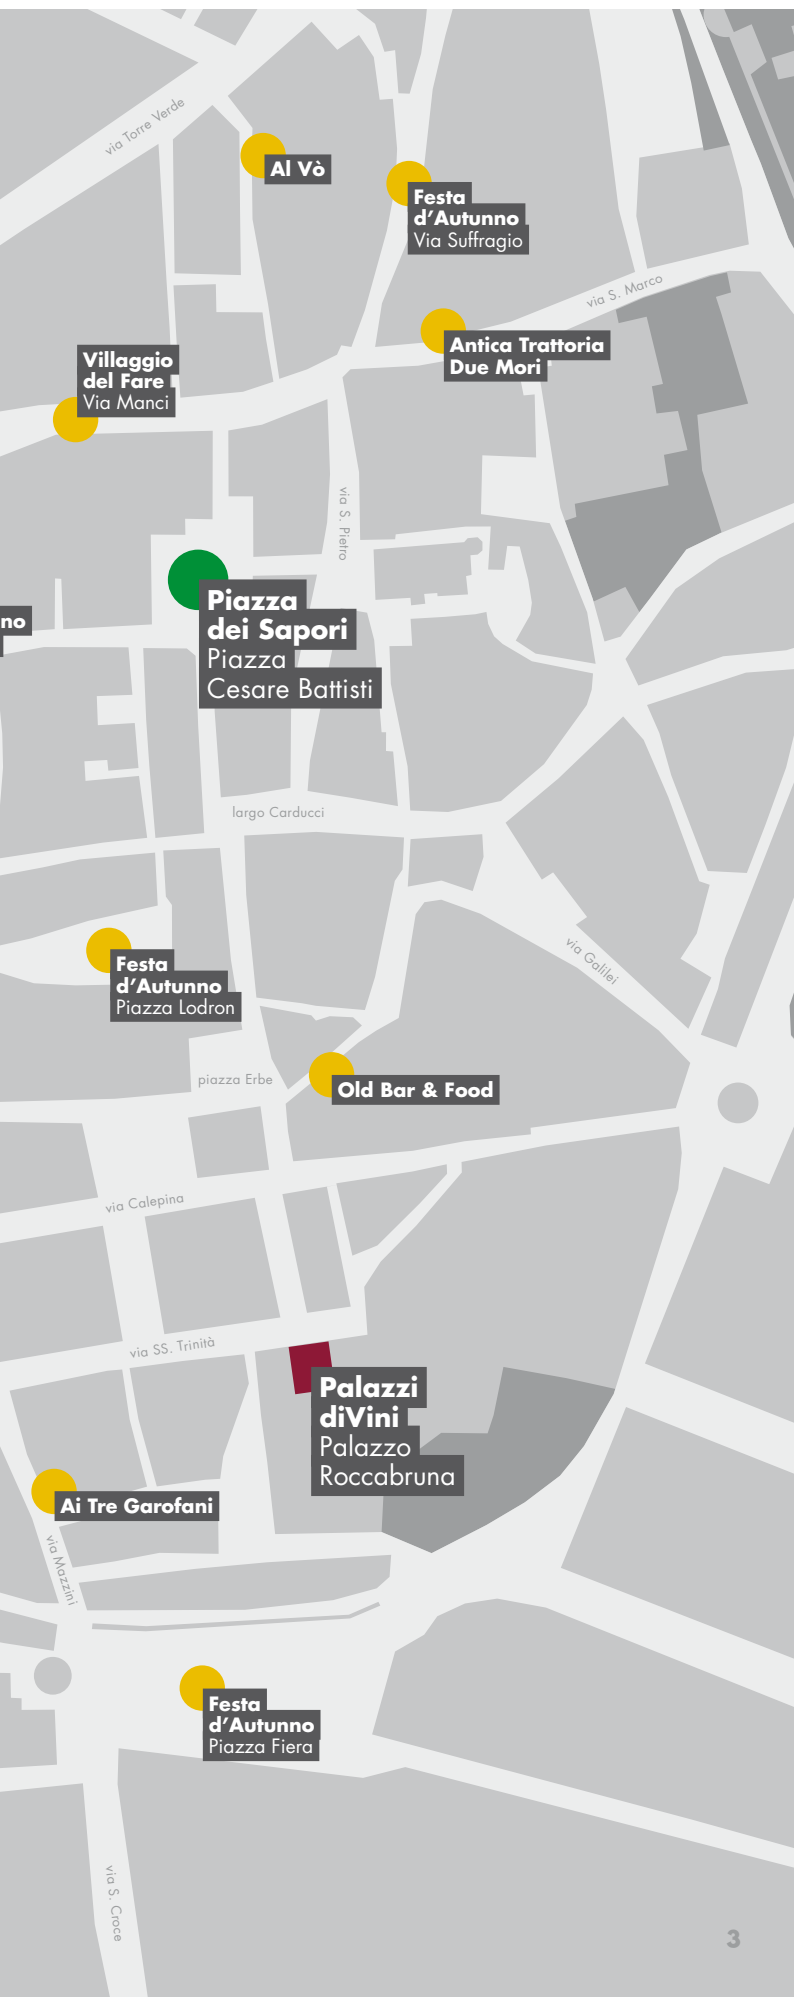 via Torre Verde
Al Vò
Festa
d'Autunno
Via Suffragio
via S. Marco
Antica Trattoria
Due Mori
Villaggio
del Fare
Via Manci
via S. Pietro
no
Piazza
dei Sapori
Piazza
Cesare Battisti
largo Carducci
via Galilei
Festa
d'Autunno
Piazza Lodron
piazza Erbe
Old Bar & Food
via Calepina
via SS. Trinità
Palazzi
diVini
Palazzo
Roccabruna
Ai Tre Garofani
via Mazzini
Festa
d'Autunno
Piazza Fiera
via S. Croce
3